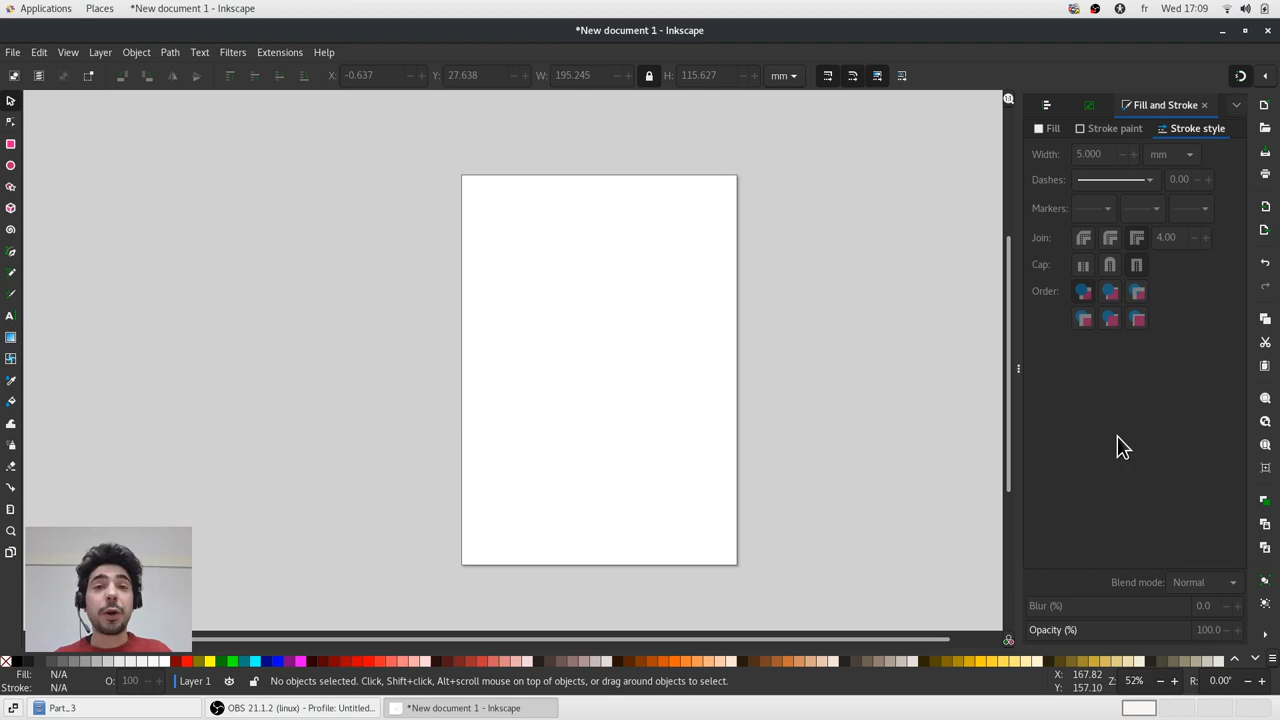 Applications Places *New document 1 - Inkscape fr Wed 17:09
*New document 1 - Inkscape
File Edit View Layer Object Path Text Filters Extensions Help
X: -0.637 Y: 27.638 W: 195.245 H: 115.627 mm
Fill and Stroke
Fill Stroke paint Stroke style
Width: 5.000 mm
Dashes: 0.00
Markers:
Join: 4.00
Cap:
Order:
Blend mode: Normal
Blur (%) 0.0
Opacity (%) 100.0
Fill: N/A
Stroke: N/A
O: 100 Layer 1 No objects selected. Click, Shift+click, Alt+scroll mouse on top of objects, or drag around objects to select.
X: 167.82
Y: 157.10
Z: 52% R: 0.00°
Part_3 OBS 21.1.2 (linux) - Profile: Untitled... *New document 1 - Inkscape